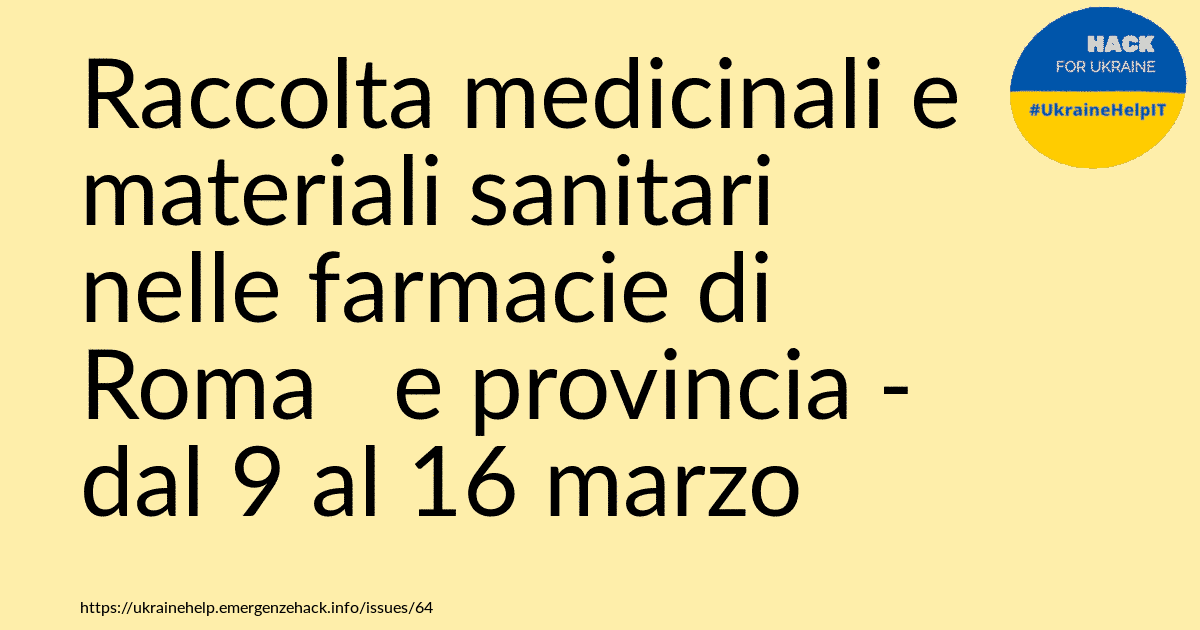 Raccolta medicinali e
materiali sanitari
nelle farmacie di
Roma   e provincia -
dal 9 al 16 marzo
HACK
FOR UKRAINE
#UkraineHelpIT
https://ukrainehelp.emergenzehack.info/issues/64